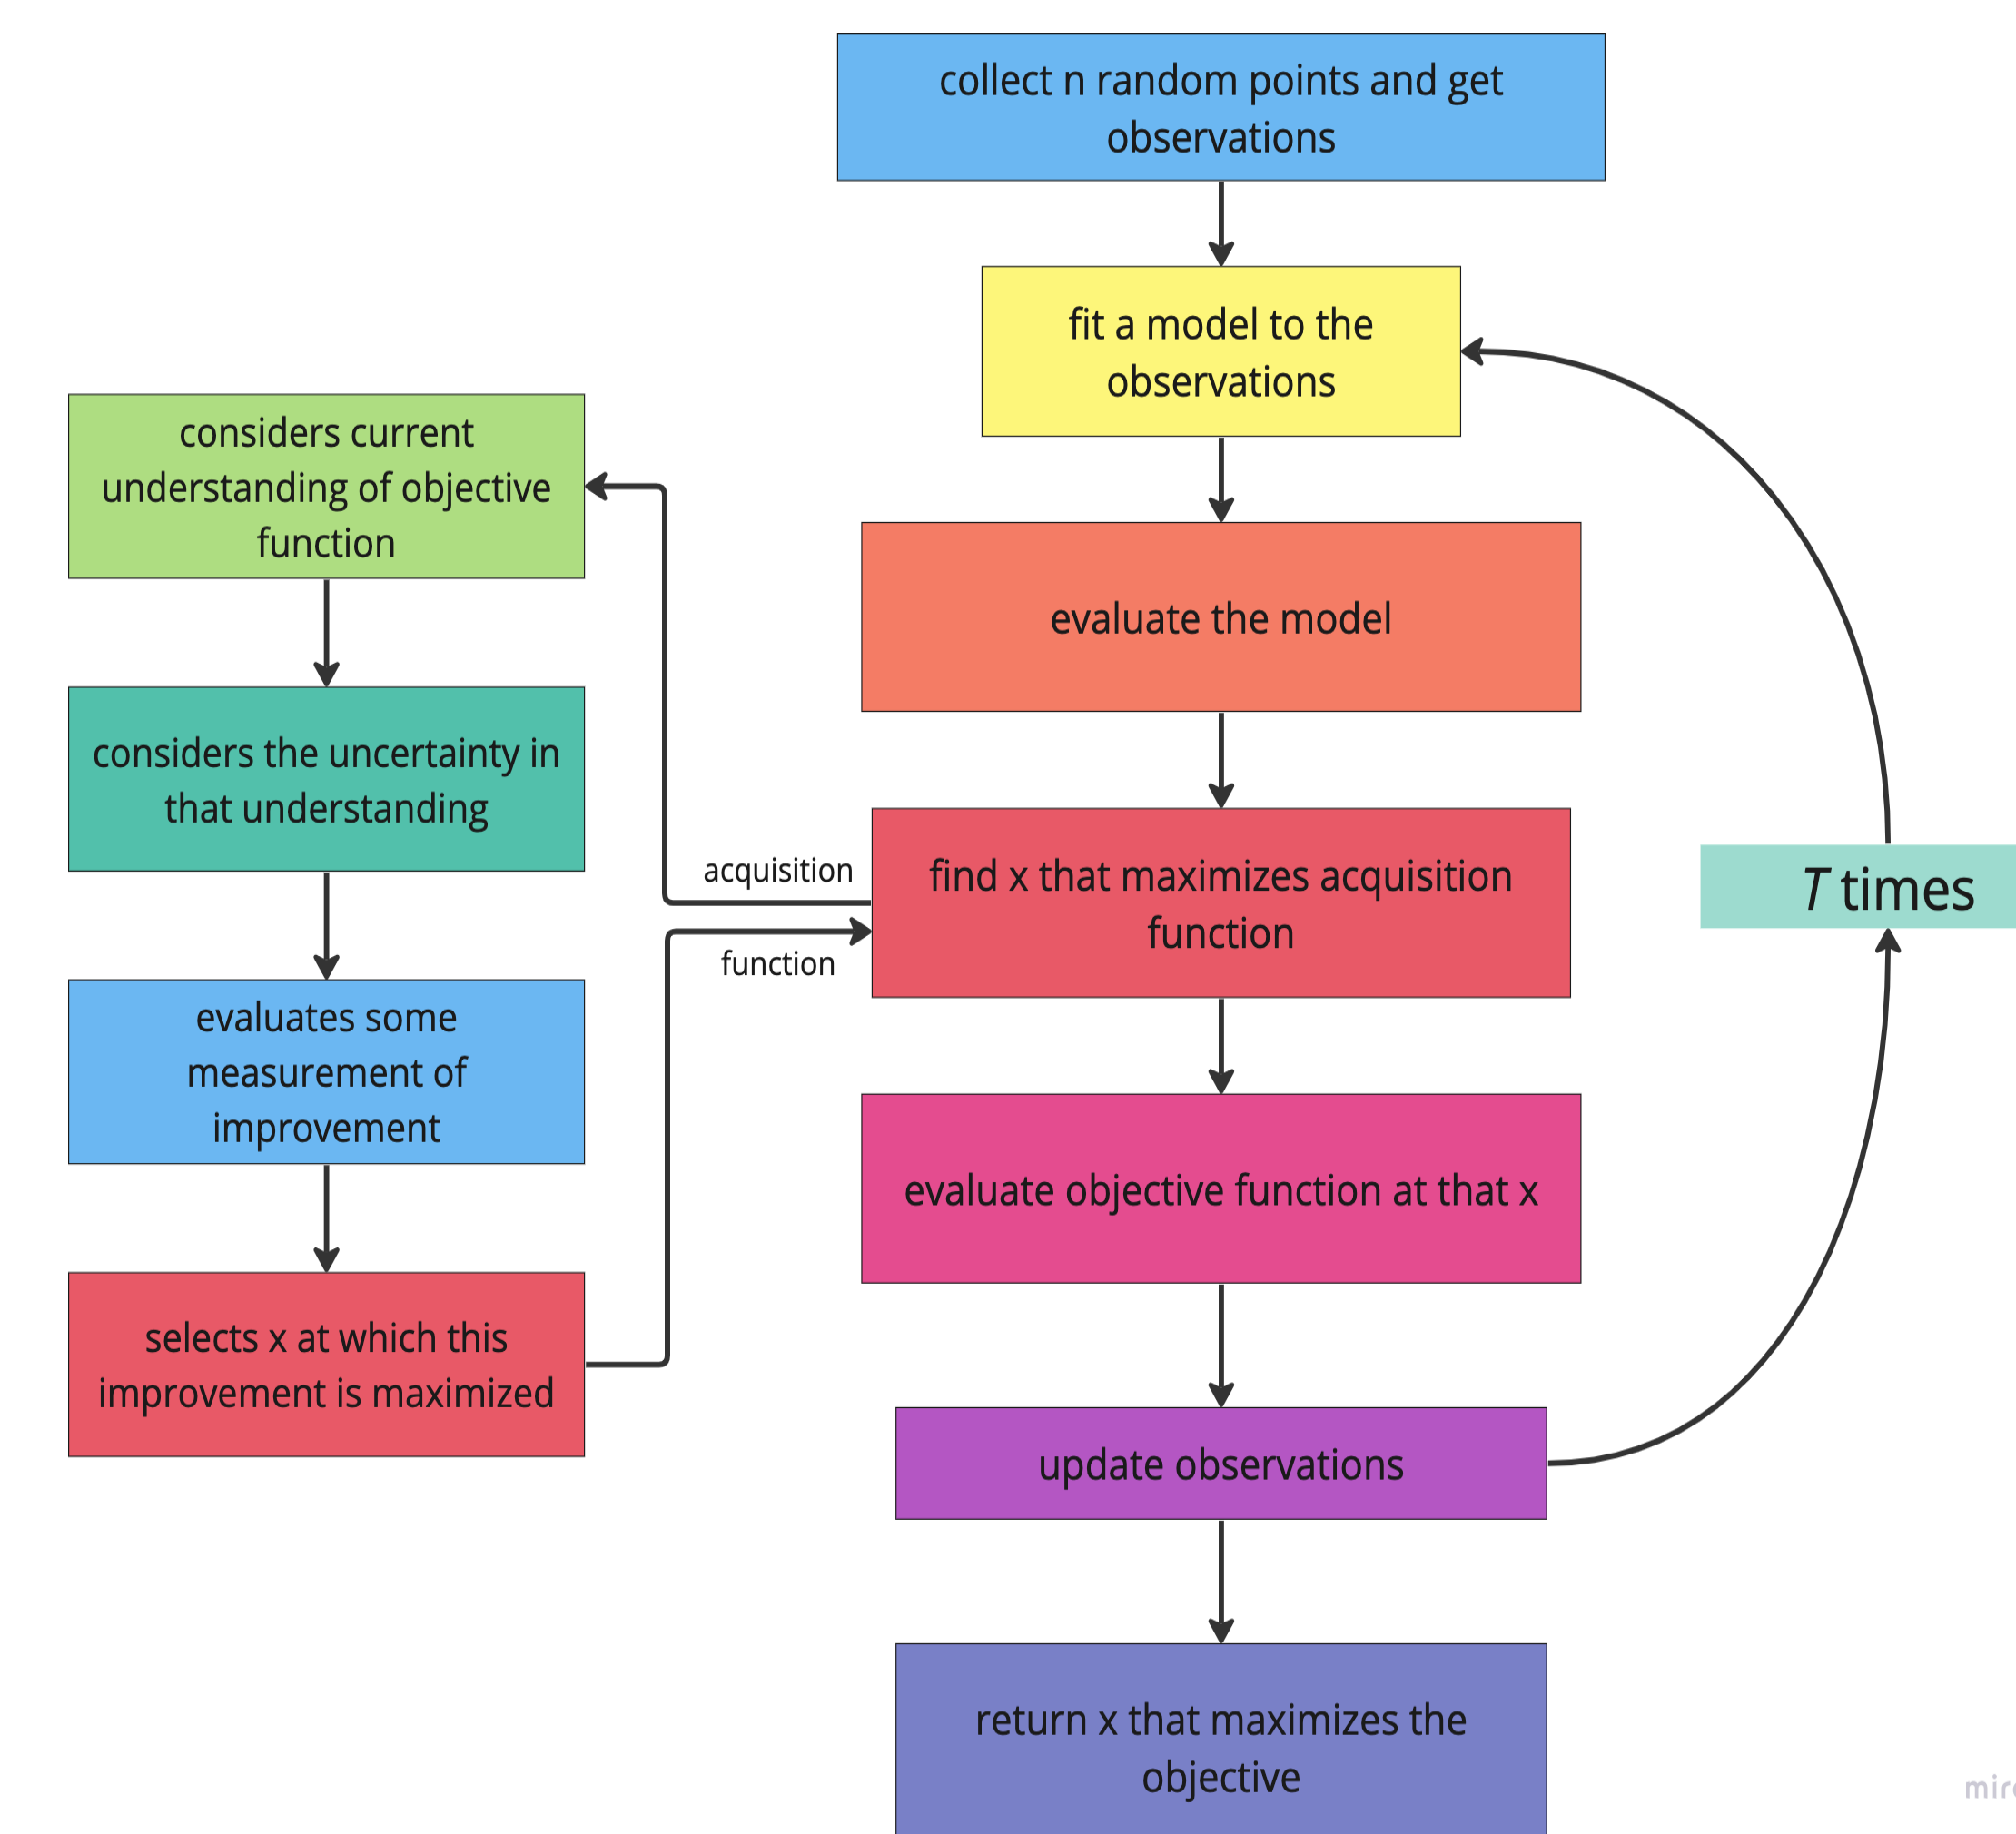 collect n random points and get
observations
fit a model to the
observations
evaluate the model
find x that maximizes acquisition
function
evaluate objective function at that x
update observations
return x that maximizes the
objective
acquisition
function
considers current
understanding of objective
function
considers the uncertainty in
that understanding
evaluates some
measurement of
improvement
selects x at which this
improvement is maximized
T times